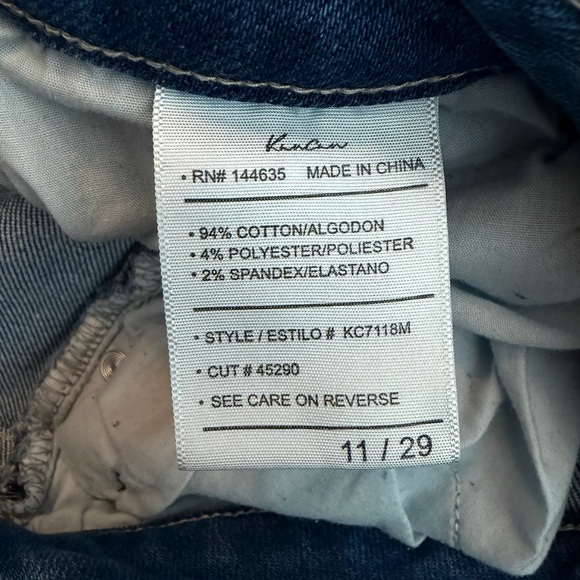 KanCan
• RN# 144635 MADE IN CHINA
• 94% COTTON/ALGODON
• 4% POLYESTER/POLIESTER
• 2% SPANDEX/ELASTANO
• STYLE / ESTILO # KC7118M
• CUT # 45290
• SEE CARE ON REVERSE
11 / 29